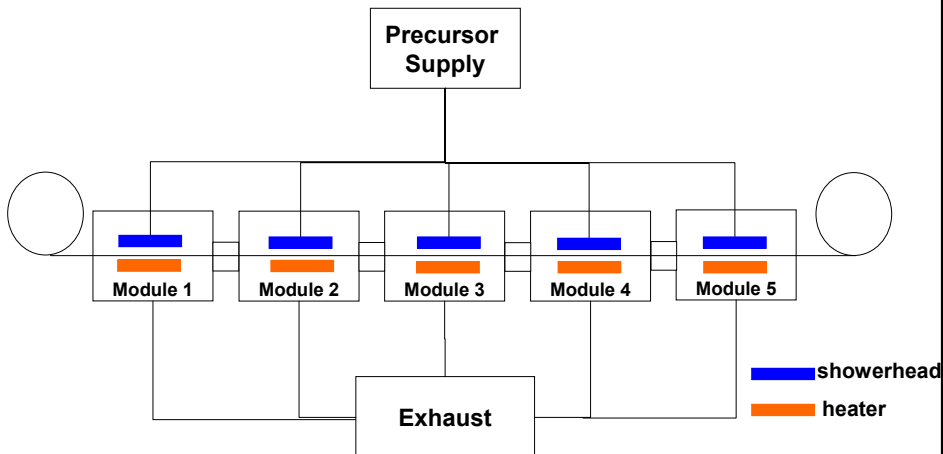 Precursor
Supply
Module 1
Module 2
Module 3
Module 4
Module 5
showerhead
heater
Exhaust